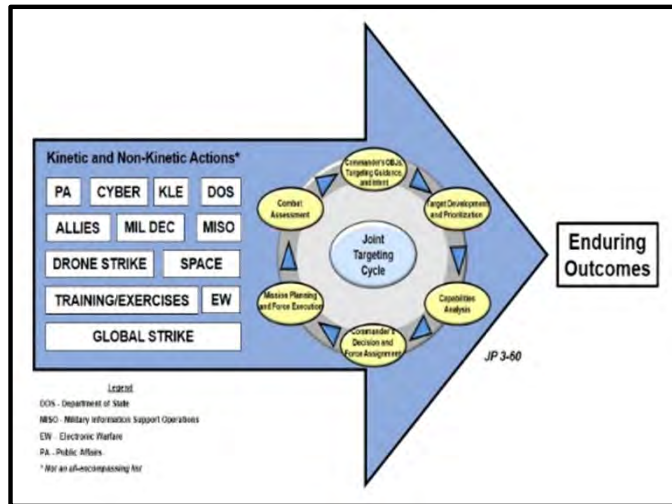 Kinetic and Non-Kinetic Actions*
PA CYBER KLE DOS
ALLIES MIL DEC MISO
DRONE STRIKE SPACE
TRAINING/EXERCISES EW
GLOBAL STRIKE
Commander's OBJs,
Targeting Guidance,
and Intent
Target Development
and Prioritization
Capabilities
Analysis
Commander's
Decision and
Force Assignment
Mission Planning
and Force Execution
Combat
Assessment
Joint
Targeting
Cycle
JP 3-60
Enduring
Outcomes
Legend
DOS - Department of State
MISO - Military Information Support Operations
EW - Electronic Warfare
PA - Public Affairs
* Not an all-encompassing list